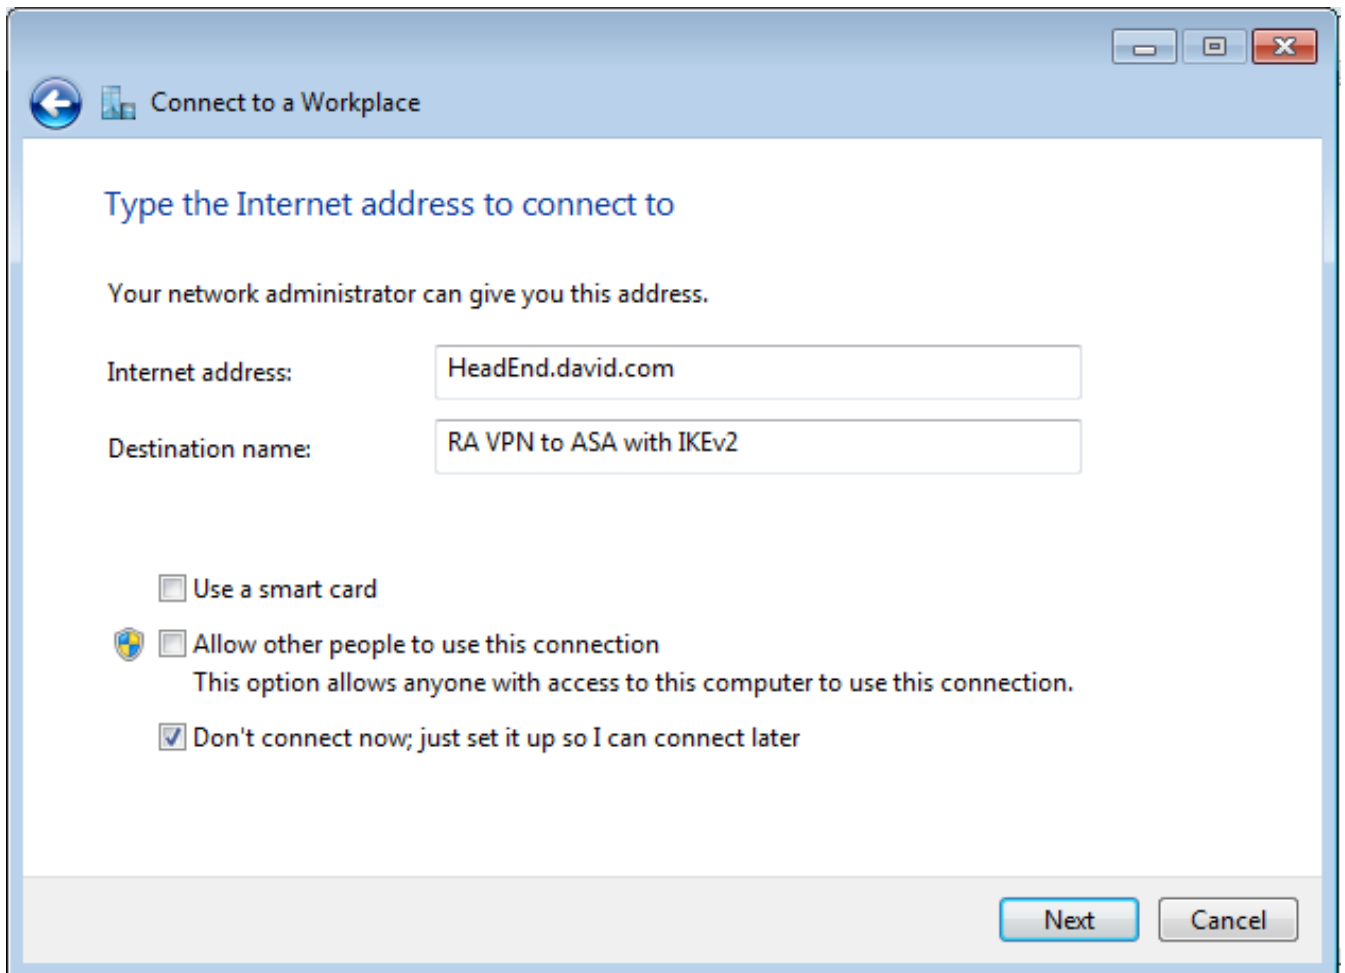 Connect to a Workplace
Type the Internet address to connect to
Your network administrator can give you this address.
Internet address: HeadEnd.david.com
Destination name: RA VPN to ASA with IKEv2
Use a smart card
Allow other people to use this connection
This option allows anyone with access to this computer to use this connection.
Don't connect now; just set it up so I can connect later
Next Cancel